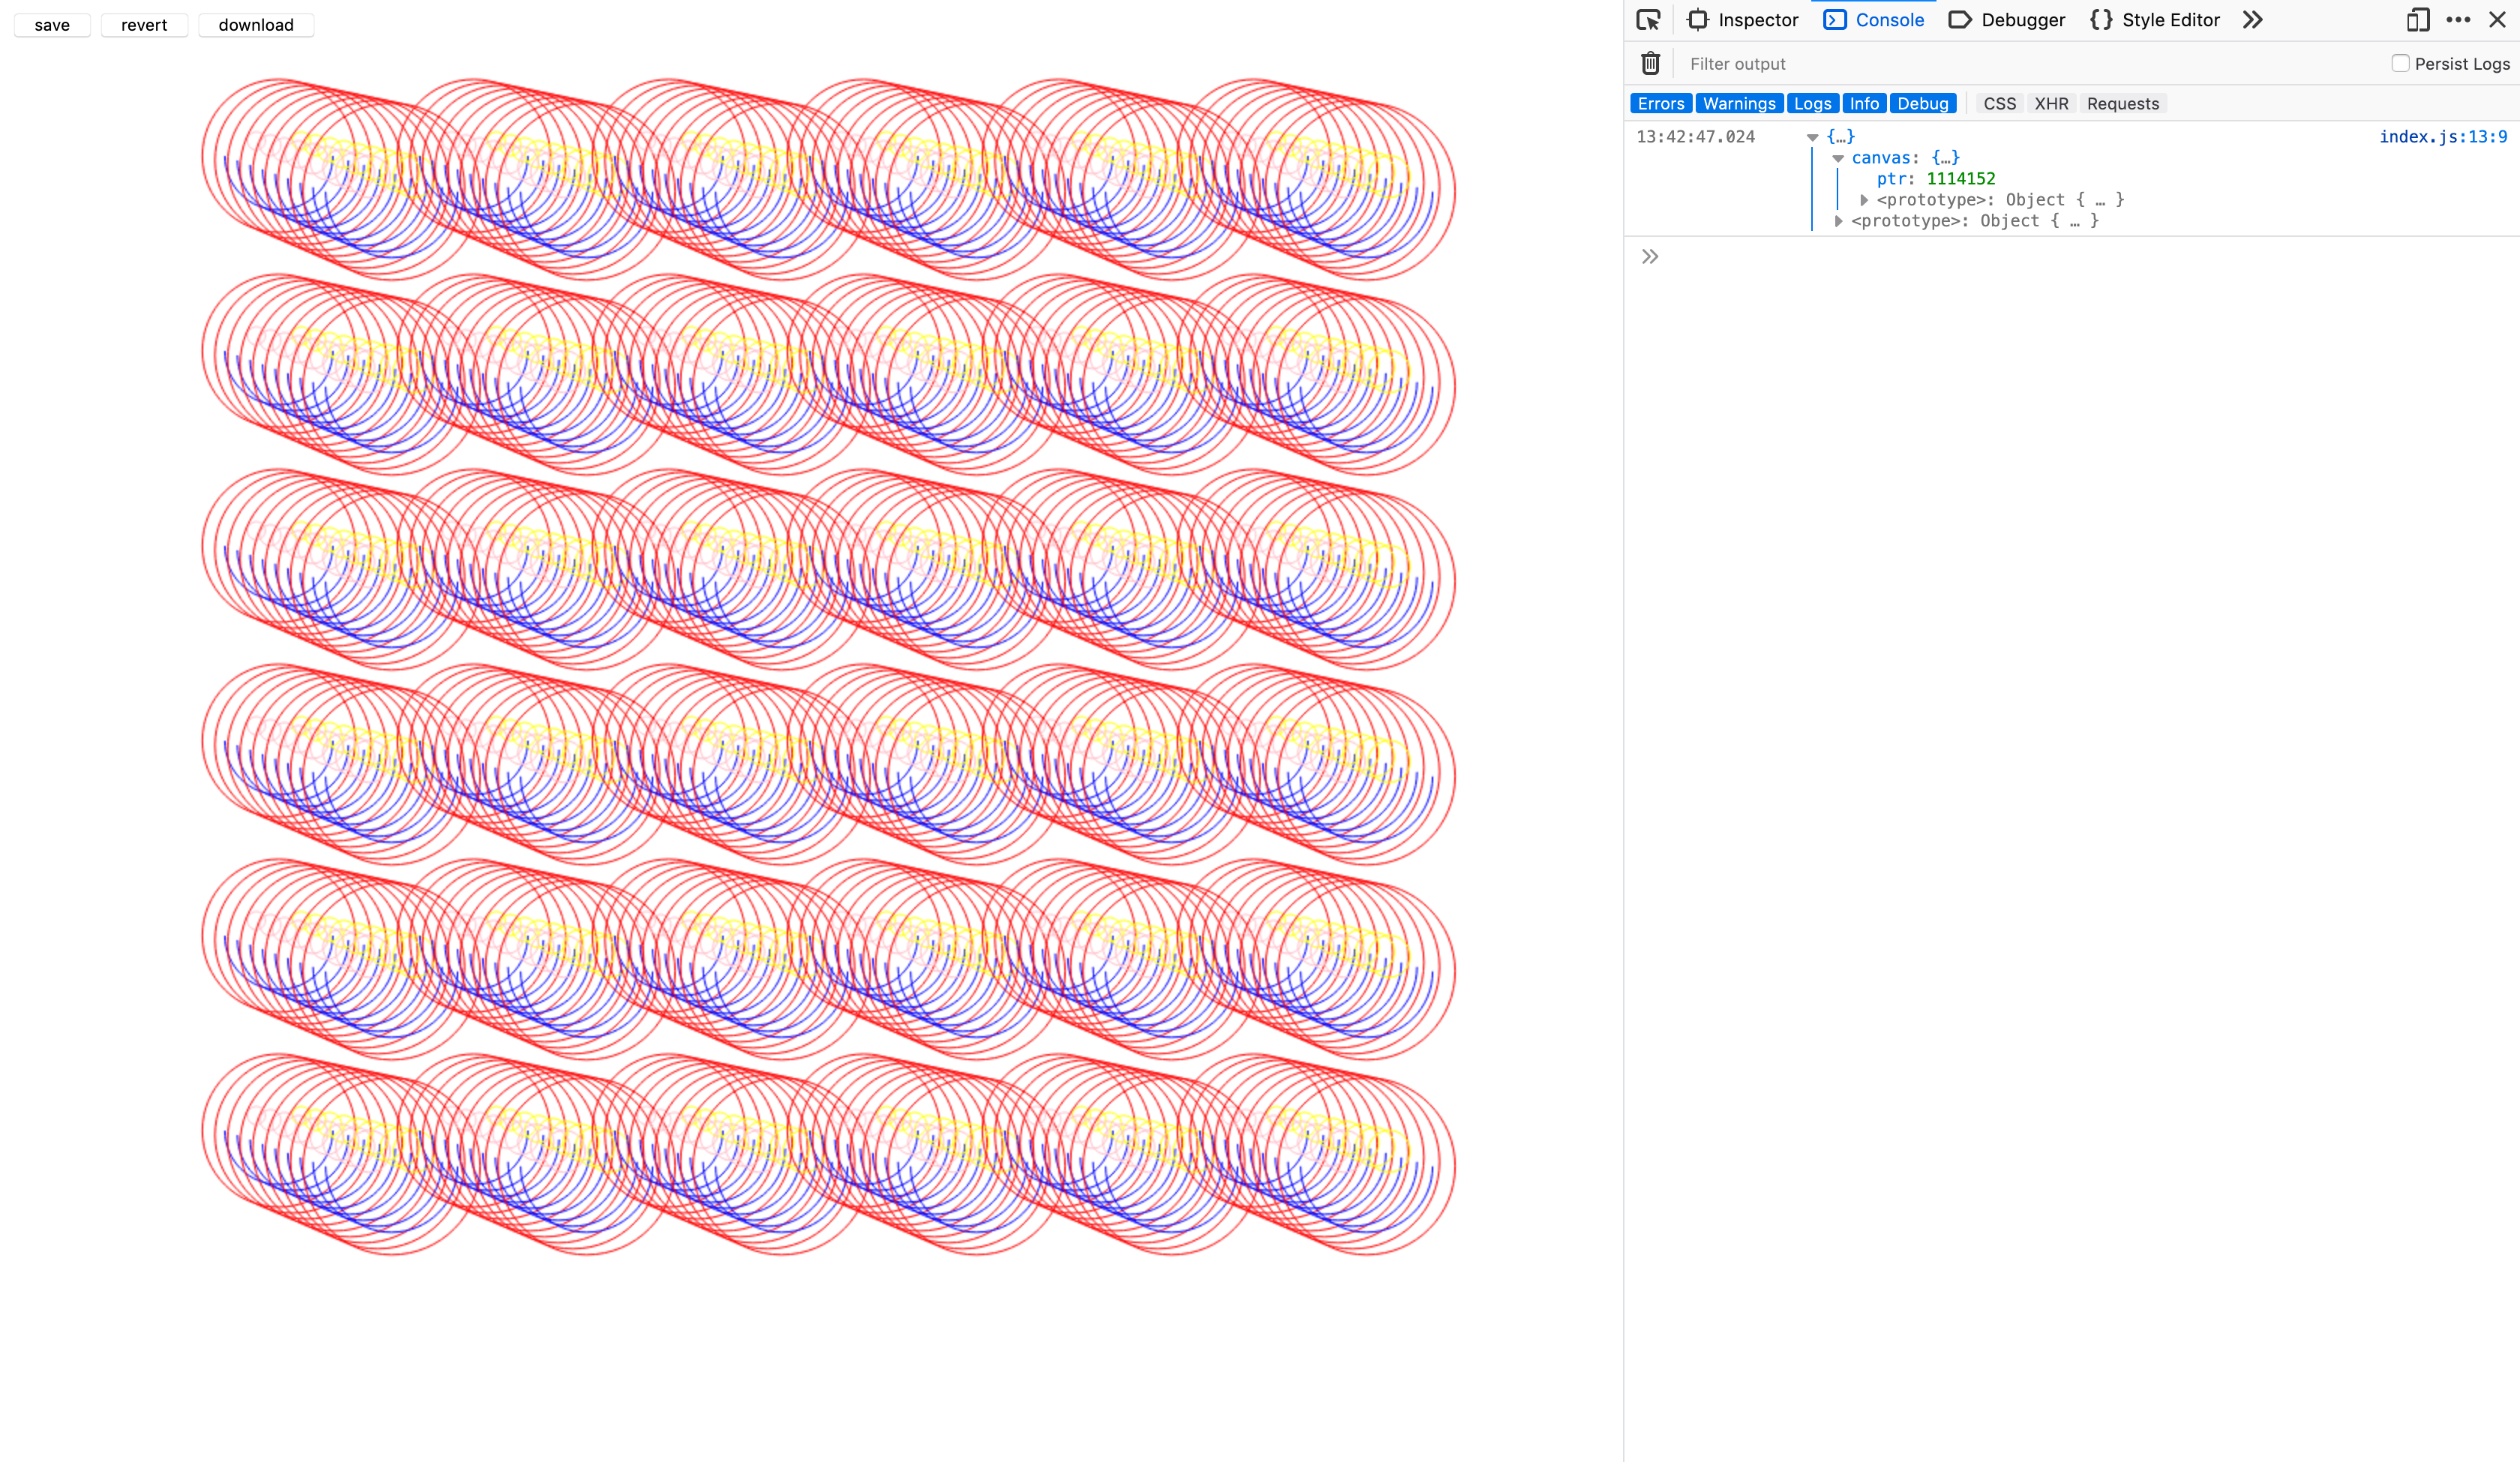 save revert download
Inspector Console Debugger {} Style Editor
Filter output Persist Logs
Errors Warnings Logs Info Debug CSS XHR Requests
13:42:47.024 {…} index.js:13:9
canvas: {…}
ptr: 1114152
<prototype>: Object { … }
<prototype>: Object { … }